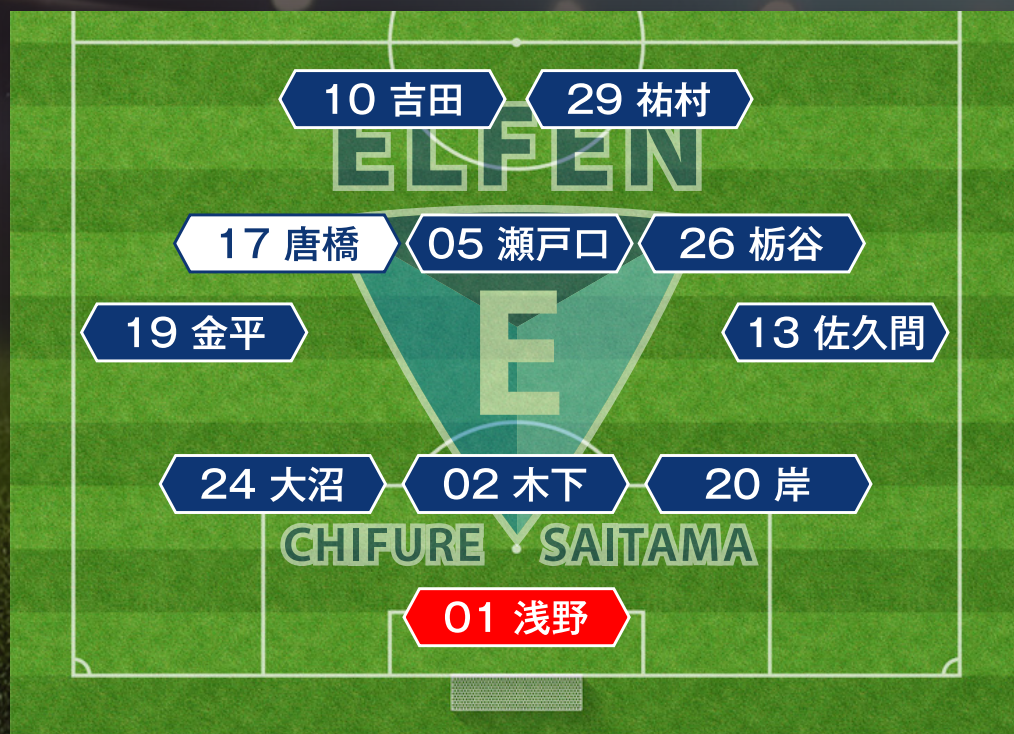 10 吉田
29 祐村
ELFEN
17 唐橋
05 瀬戸口
26 栃谷
E
19 金平
13 佐久間
24 大沼
02 木下
20 岸
CHIFURE SAITAMA
01 浅野